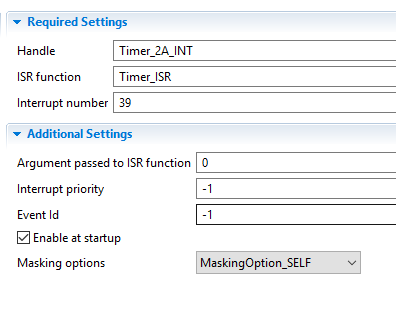 Required Settings
Handle Timer_2A_INT
ISR function Timer_ISR
Interrupt number 39
Additional Settings
Argument passed to ISR function 0
Interrupt priority -1
Event Id -1
Enable at startup
Masking options MaskingOption_SELF